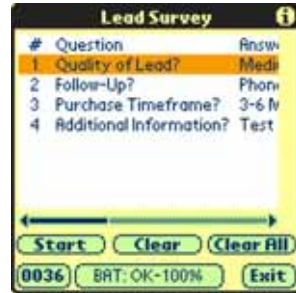 Lead Survey i
# Question Answ
1 Quality of Lead? Medi
2 Follow-Up? Phon
3 Purchase Timeframe? 3-6 M
4 Additional Information? Test
Start Clear Clear All
0036 BAT: OK-100% Exit